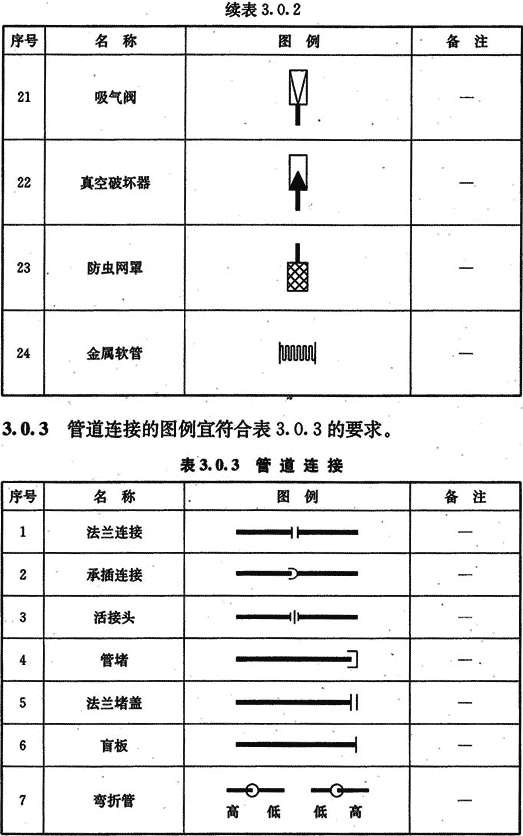 续表3.0.2
序号 名 称 图 例 备 注
21 吸气阀 —
22 真空破坏器 —
23 防虫网罩 —
24 金属软管 —
3.0.3 管道连接的图例宜符合表3.0.3的要求。
表3.0.3 管 道 连 接
序号 名 称 图 例 备 注
1 法兰连接 —
2 承插连接 —
3 活接头 —
4 管堵 —
5 法兰堵盖 —
6 盲板 —
7 弯折管 高 低 低 高 —